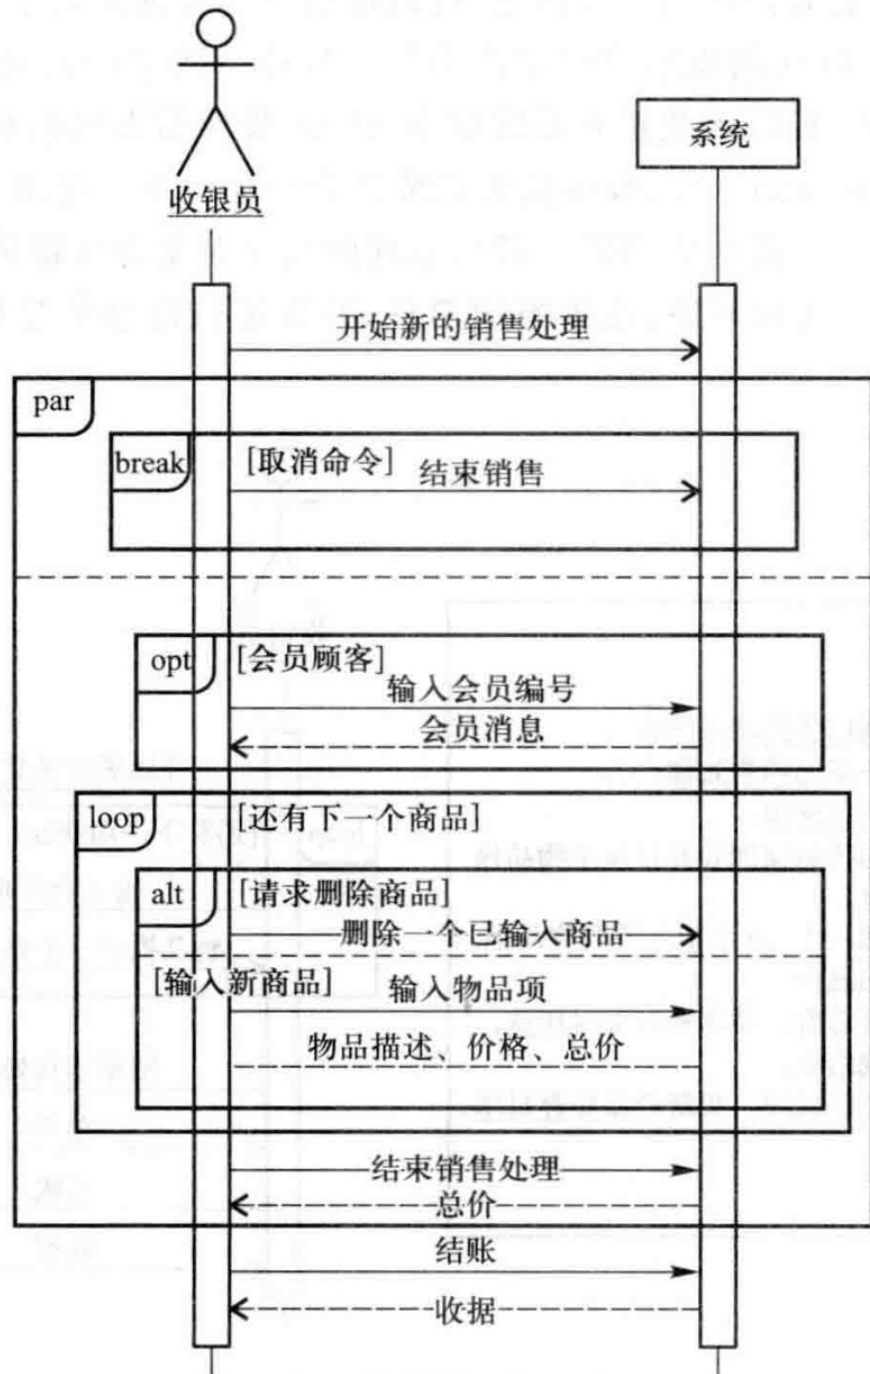 系统
收银员
开始新的销售处理
par
break
[取消命令]
结束销售
opt
[会员顾客]
输入会员编号
会员消息
loop
[还有下一个商品]
alt
[请求删除商品]
删除一个已输入商品
[输入新商品]
输入物品项
物品描述、价格、总价
结束销售处理
总价
结账
收据